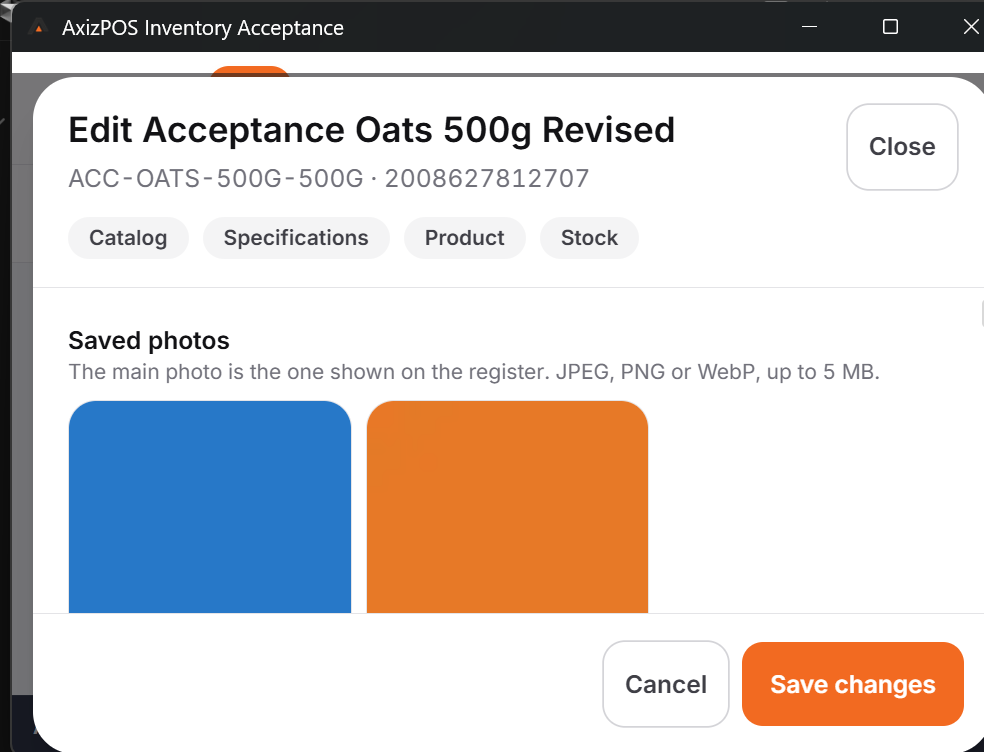 AxizPOS Inventory Acceptance
Edit Acceptance Oats 500g Revised
Close
ACC-OATS-500G-500G · 2008627812707
Catalog
Specifications
Product
Stock
Saved photos
The main photo is the one shown on the register. JPEG, PNG or WebP, up to 5 MB.
Cancel
Save changes